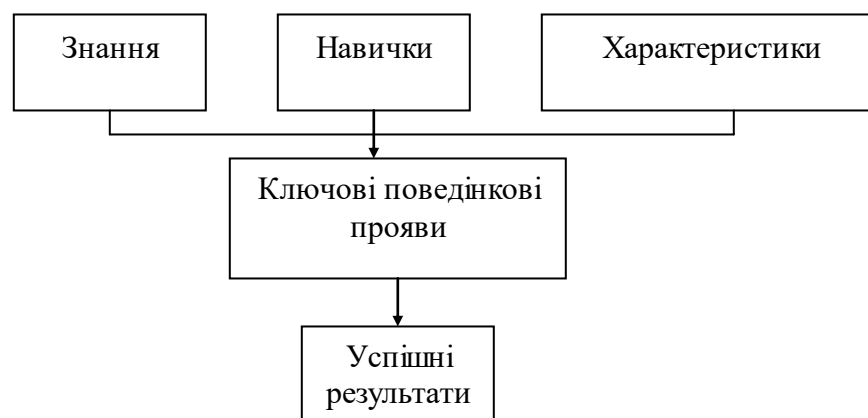 Знання
Навички
Характеристики
Ключові поведінкові
прояви
Успішні
результати